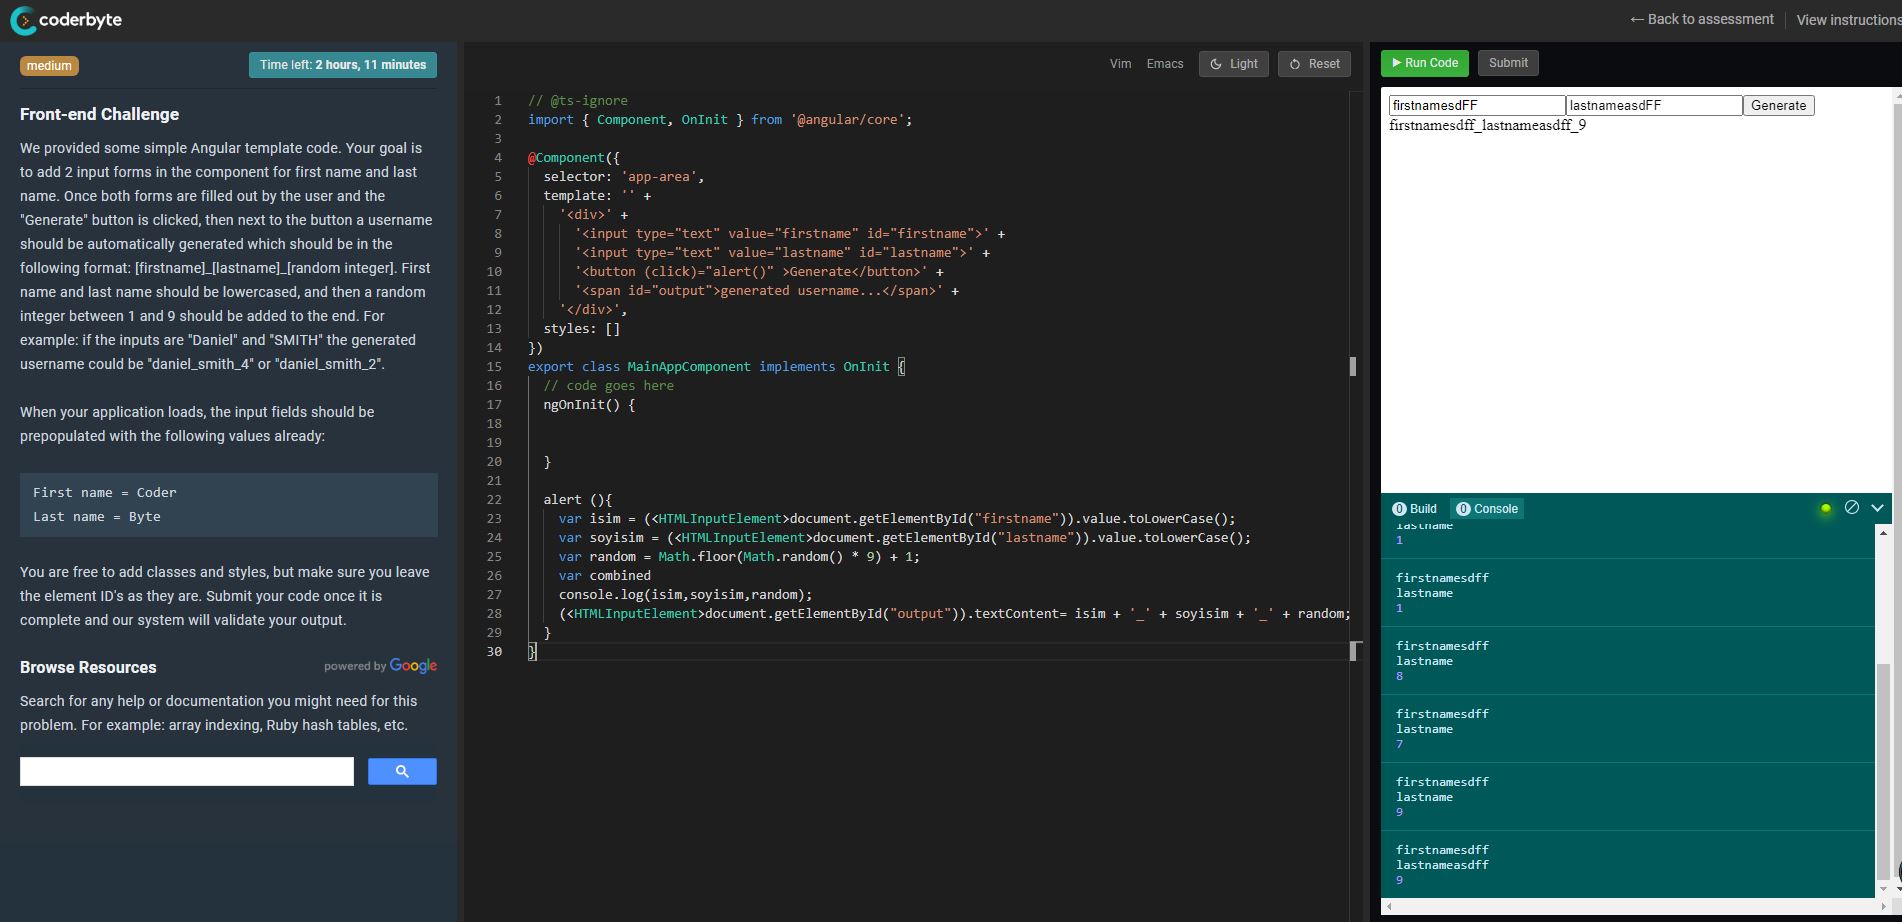 coderbyte
← Back to assessment
View instructions
medium
Time left: 2 hours, 11 minutes
Front-end Challenge
We provided some simple Angular template code. Your goal is
to add 2 input forms in the component for first name and last
name. Once both forms are filled out by the user and the
"Generate" button is clicked, then next to the button a username
should be automatically generated which should be in the
following format: [firstname]_[lastname]_[random integer]. First
name and last name should be lowercased, and then a random
integer between 1 and 9 should be added to the end. For
example: if the inputs are "Daniel" and "SMITH" the generated
username could be "daniel_smith_4" or "daniel_smith_2".
When your application loads, the input fields should be
prepopulated with the following values already:
First name = Coder
Last name = Byte
You are free to add classes and styles, but make sure you leave
the element ID's as they are. Submit your code once it is
complete and our system will validate your output.
Browse Resources
powered by Google
Search for any help or documentation you might need for this
problem. For example: array indexing, Ruby hash tables, etc.
Vim Emacs Light Reset
1 // @ts-ignore
2 import { Component, OnInit } from '@angular/core';
3
4 @Component({
5 selector: 'app-area',
6 template: '' +
7 '<div>' +
8 '<input type="text" value="firstname" id="firstname">' +
9 '<input type="text" value="lastname" id="lastname">' +
10 '<button (click)="alert()" >Generate</button>' +
11 '<span id="output">generated username...</span>' +
12 '</div>',
13 styles: []
14 })
15 export class MainAppComponent implements OnInit {
16 // code goes here
17 ngOnInit() {
18
19
20 }
21
22 alert (){
23 var isim = (<HTMLInputElement>document.getElementById("firstname")).value.toLowerCase();
24 var soyisim = (<HTMLInputElement>document.getElementById("lastname")).value.toLowerCase();
25 var random = Math.floor(Math.random() * 9) + 1;
26 var combined
27 console.log(isim,soyisim,random);
28 (<HTMLInputElement>document.getElementById("output")).textContent= isim + '_' + soyisim + '_' + random;
29 }
30 }
Run Code Submit
firstnamesdFF lastnameasdFF Generate
firstnamesdff_lastnameasdff_9
0 Build 0 Console
lastname
1
firstnamesdff
lastname
1
firstnamesdff
lastname
8
firstnamesdff
lastname
7
firstnamesdff
lastname
9
firstnamesdff
lastnameasdff
9